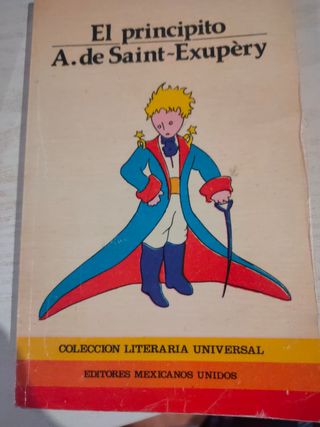 El principito
A. de Saint-Exupèry
COLECCION LITERARIA UNIVERSAL
EDITORES MEXICANOS UNIDOS